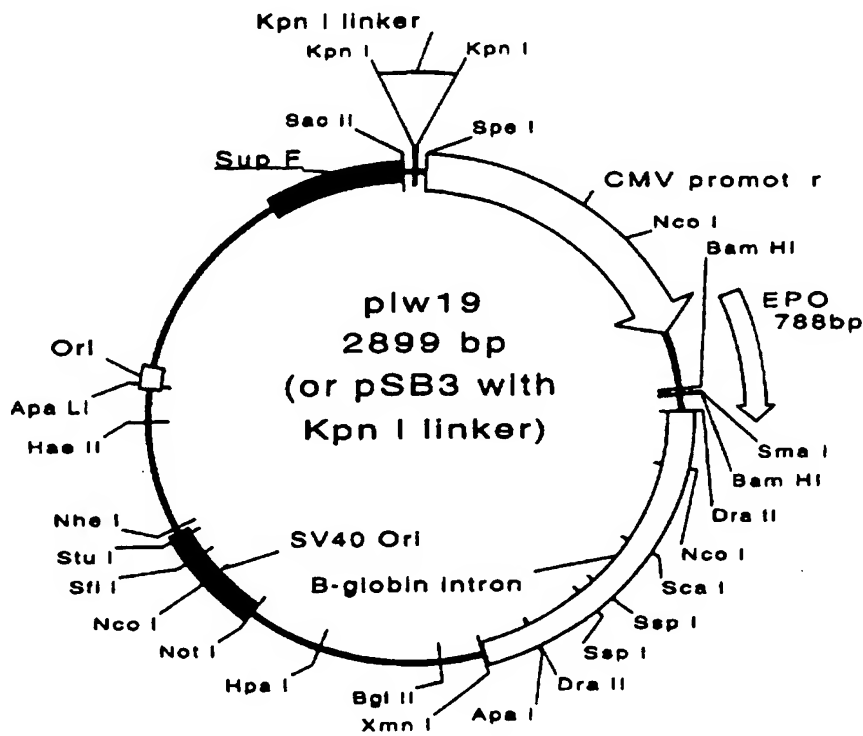 Kpn I linker
Kpn I
Kpn I
Sac II
Spe I
Sup F
CMV promot r
Nco I
Bam HI
EPO
788bp
plw19
2899 bp
(or pSB3 with
Kpn I linker)
Ori
Apa LI
Hae II
Sma I
Bam HI
Dra II
Nhe I
Stu I
Sfi I
Nco I
Not I
SV40 Ori
B-globin intron
Nco I
Sca I
Ssp I
Ssp I
Hpa I
Bgl II
Xmn I
Apa I
Dra II